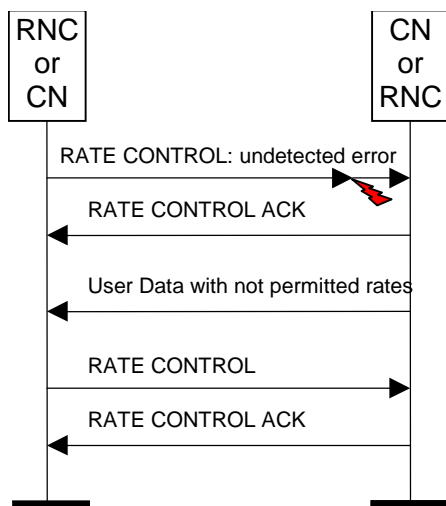 RNC
or
CN
CN
or
RNC
RATE CONTROL: undetected error
RATE CONTROL ACK
User Data with not permitted rates
RATE CONTROL
RATE CONTROL ACK